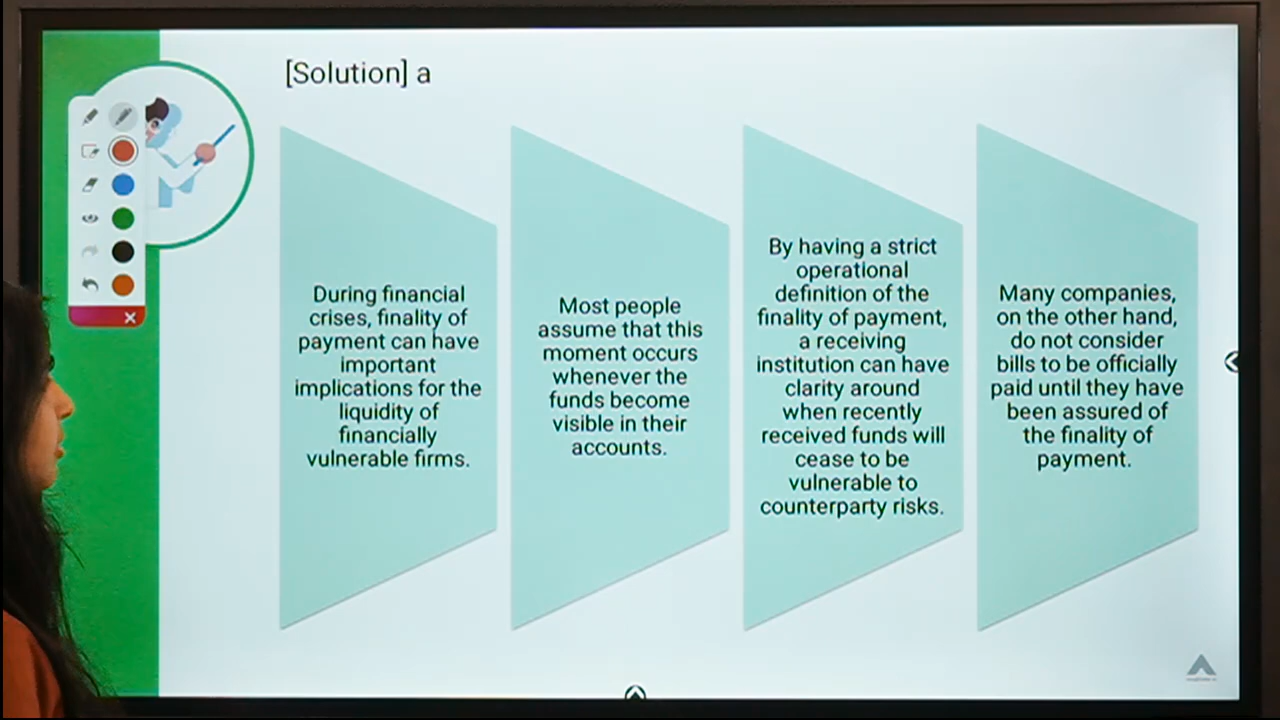 [Solution] a
During financial
crises, finality of
payment can have
important
implications for the
liquidity of
financially
vulnerable firms.
Most people
assume that this
moment occurs
whenever the
funds become
visible in their
accounts.
By having a strict
operational
definition of the
finality of payment,
a receiving
institution can have
clarity around
when recently
received funds will
cease to be
vulnerable to
counterparty risks.
Many companies,
on the other hand,
do not consider
bills to be officially
paid until they have
been assured of
the finality of
payment.